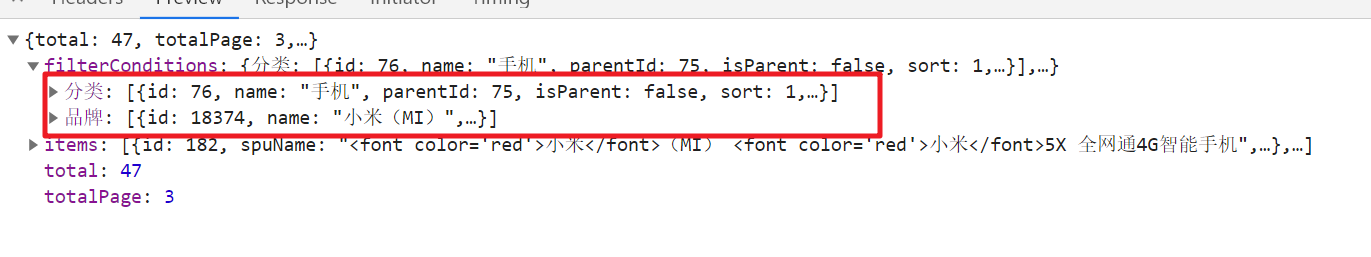 Headers Preview Response Initiator Timing
▼{total: 47, totalPage: 3,…}
▼filterConditions: {分类: [{id: 76, name: "手机", parentId: 75, isParent: false, sort: 1,…}],…}
▶分类: [{id: 76, name: "手机", parentId: 75, isParent: false, sort: 1,…}]
▶品牌: [{id: 18374, name: "小米（MI）",…}]
▶items: [{id: 182, spuName: "<font color='red'>小米</font>（MI） <font color='red'>小米</font>5X 全网通4G智能手机",…},…]
total: 47
totalPage: 3